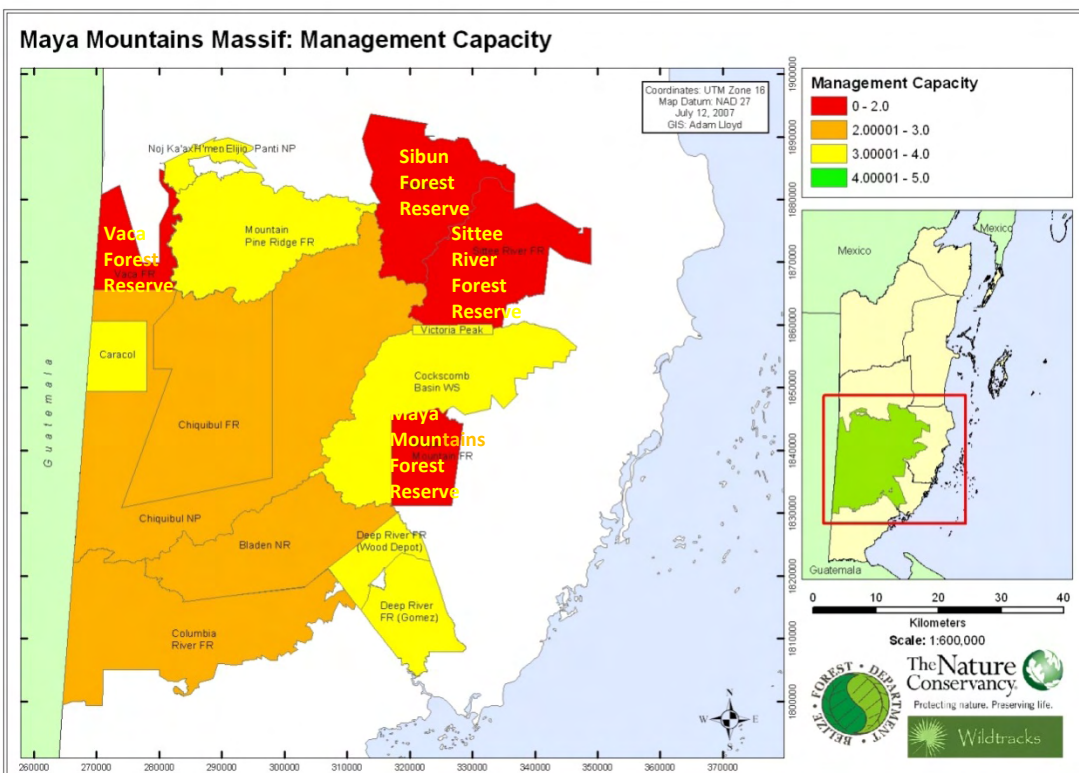 Maya Mountains Massif: Management Capacity
Coordinates: UTM Zone 16
Map Datum: NAD 27
July 12, 2007
GIS: Adam Lloyd
Noj Ka'ax H'men Elijio Panti NP
Sibun
Forest
Reserve
Vaca
Forest
Reserve
Vaca FR
Mountain
Pine Ridge FR
Sittee
River
Forest
Reserve
Sittee River FR
Victoria Peak
Caracol
Cockscomb
Basin WS
Guatemala
Chiquibul FR
Maya
Mountains
Forest
Reserve
Mountain FR
Chiquibul NP
Bladen NR
Deep River FR
(Wood Depot)
Deep River
FR (Gomez)
Columbia
River FR
N
W
E
S
260000
270000
280000
290000
300000
310000
320000
330000
340000
350000
360000
370000
1900000
1890000
1880000
1870000
1860000
1850000
1840000
1830000
1820000
1810000
1800000
Management Capacity
0 - 2.0
2.00001 - 3.0
3.00001 - 4.0
4.00001 - 5.0
Mexico
Mexico
Guatemala
0 10 20 30 40
Kilometers
Scale: 1:600,000
BELIZE · FOREST · DEPARTMENT
The Nature
Conservancy
Protecting nature. Preserving life.
Wildtracks